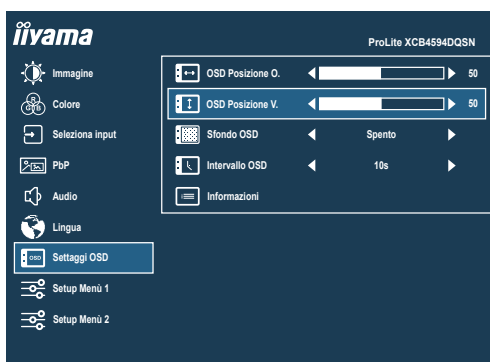 iiyama
ProLite XCB4594DQSN
Immagine
Colore
Seleziona input
PbP
Audio
Lingua
OSD Settaggi OSD
Setup Menù 1
Setup Menù 2
OSD Posizione O. 50
OSD Posizione V. 50
Sfondo OSD Spento
Intervallo OSD 10s
Informazioni